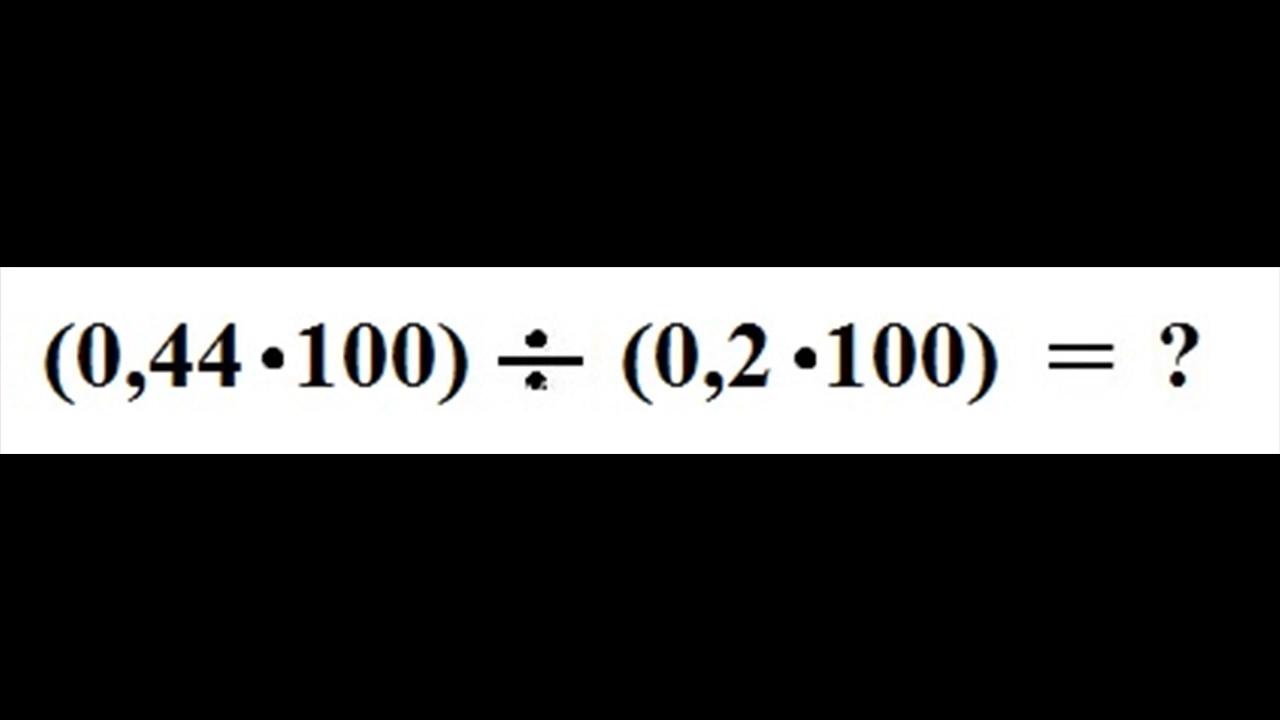 (0,44 • 100) ÷ (0,2 • 100) = ?